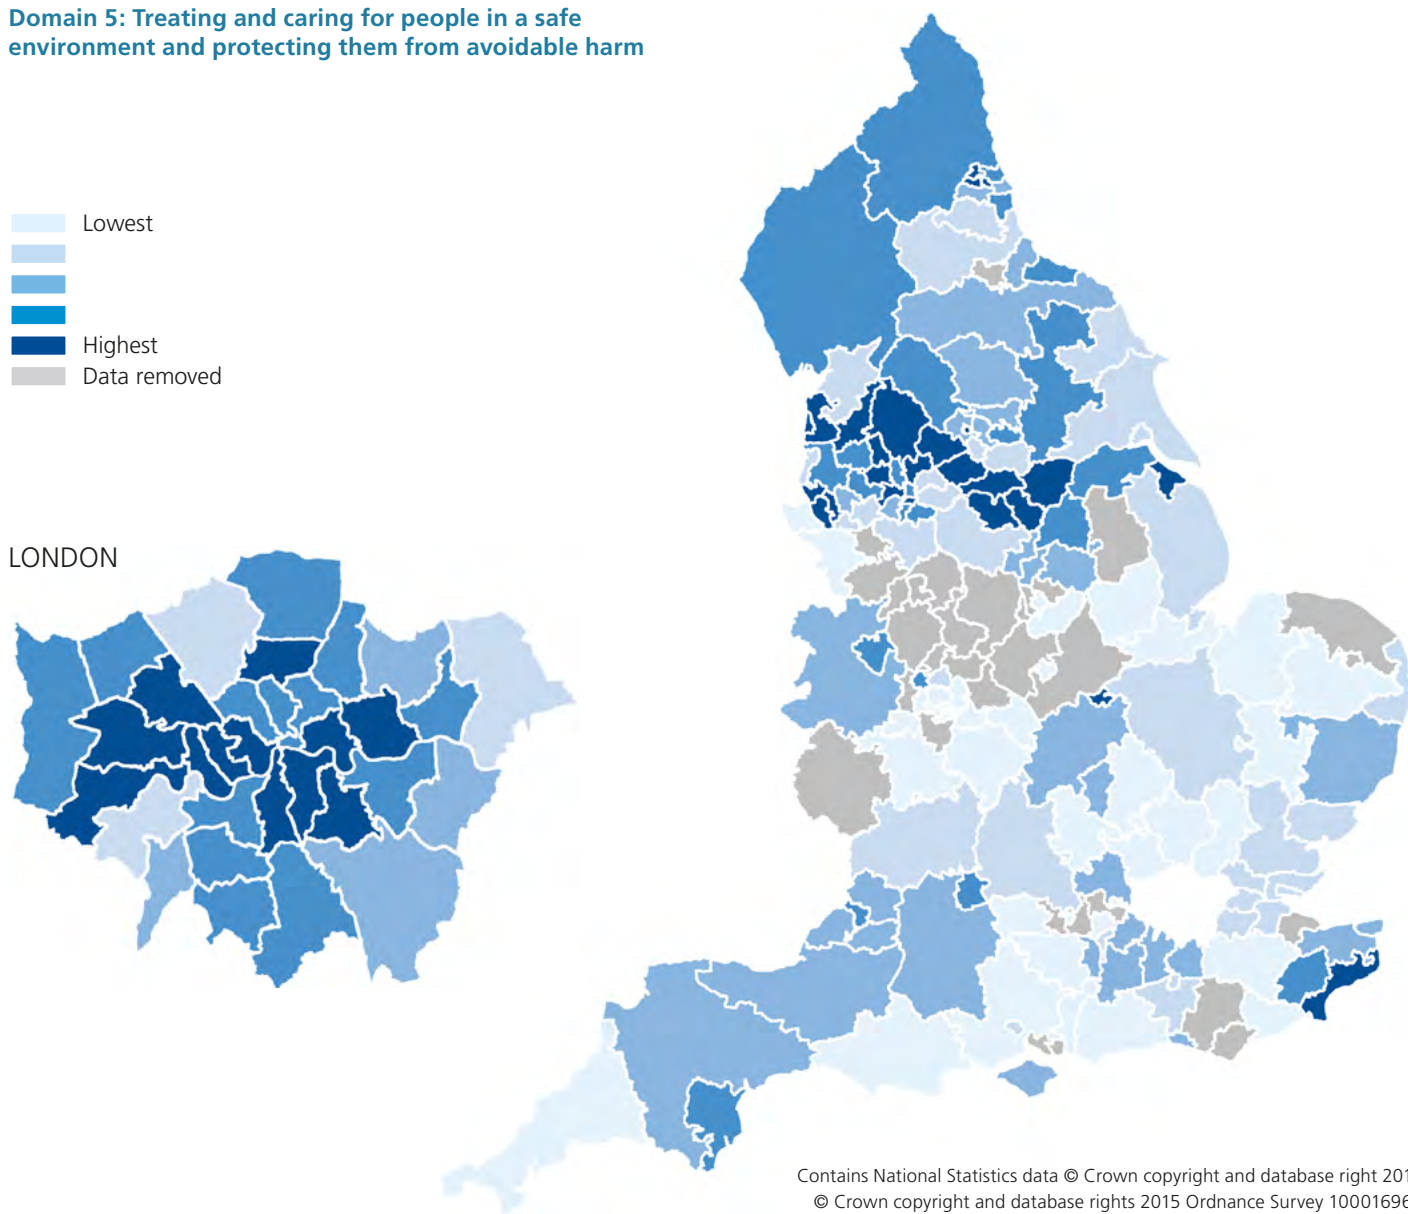 Domain 5: Treating and caring for people in a safe
environment and protecting them from avoidable harm
Lowest
Highest
Data removed
LONDON
Contains National Statistics data © Crown copyright and database right 201
© Crown copyright and database rights 2015 Ordnance Survey 10001696